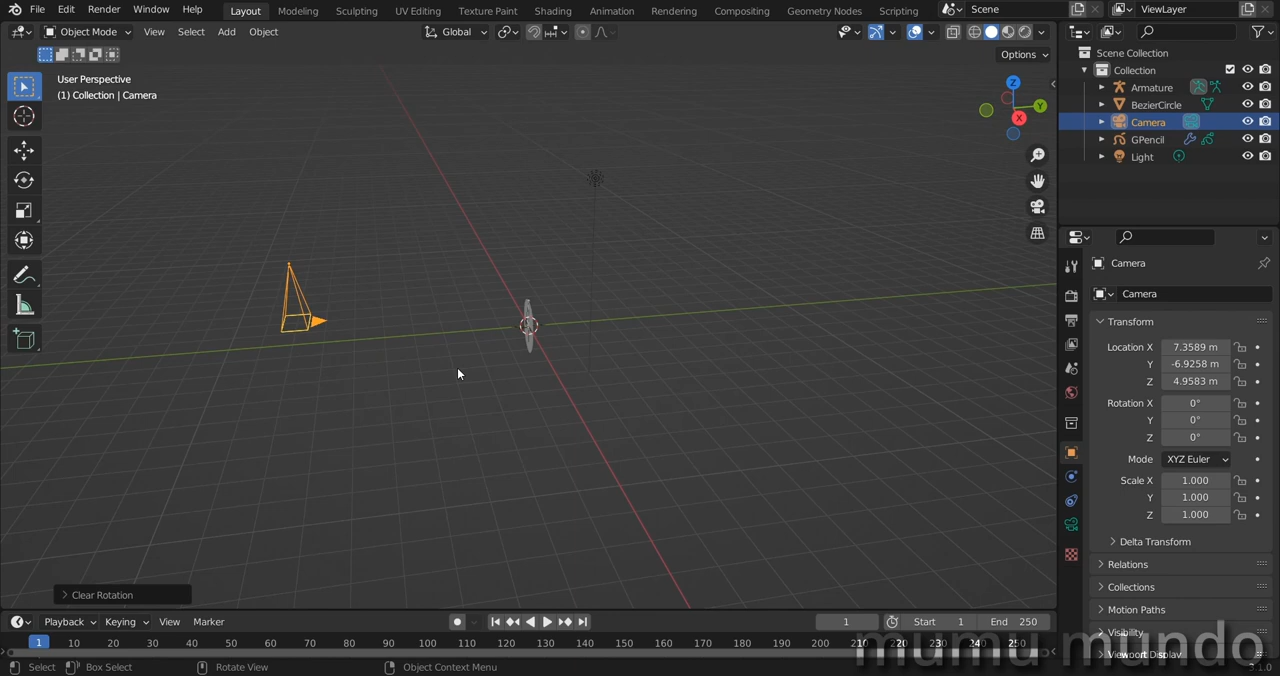 File Edit Render Window Help Layout Modeling Sculpting UV Editing Texture Paint Shading Animation Rendering Compositing Geometry Nodes Scripting Scene ViewLayer
Object Mode View Select Add Object Global
Options
User Perspective
(1) Collection | Camera
Z
Y
X
Scene Collection
Collection
Armature
BezierCircle
Camera
GPencil
Light
Camera
Camera
Transform
Location X 7.3589 m
Y -6.9258 m
Z 4.9583 m
Rotation X 0°
Y 0°
Z 0°
Mode XYZ Euler
Scale X 1.000
Y 1.000
Z 1.000
Delta Transform
Relations
Collections
Motion Paths
Visibility
Viewport Display
Clear Rotation
Playback Keying View Marker 1 Start 1 End 250
1 10 20 30 40 50 60 70 80 90 100 110 120 130 140 150 160 170 180 190 200 210 220 230 240 250
Select Box Select Rotate View Object Context Menu 3.1.0
mumu mundo